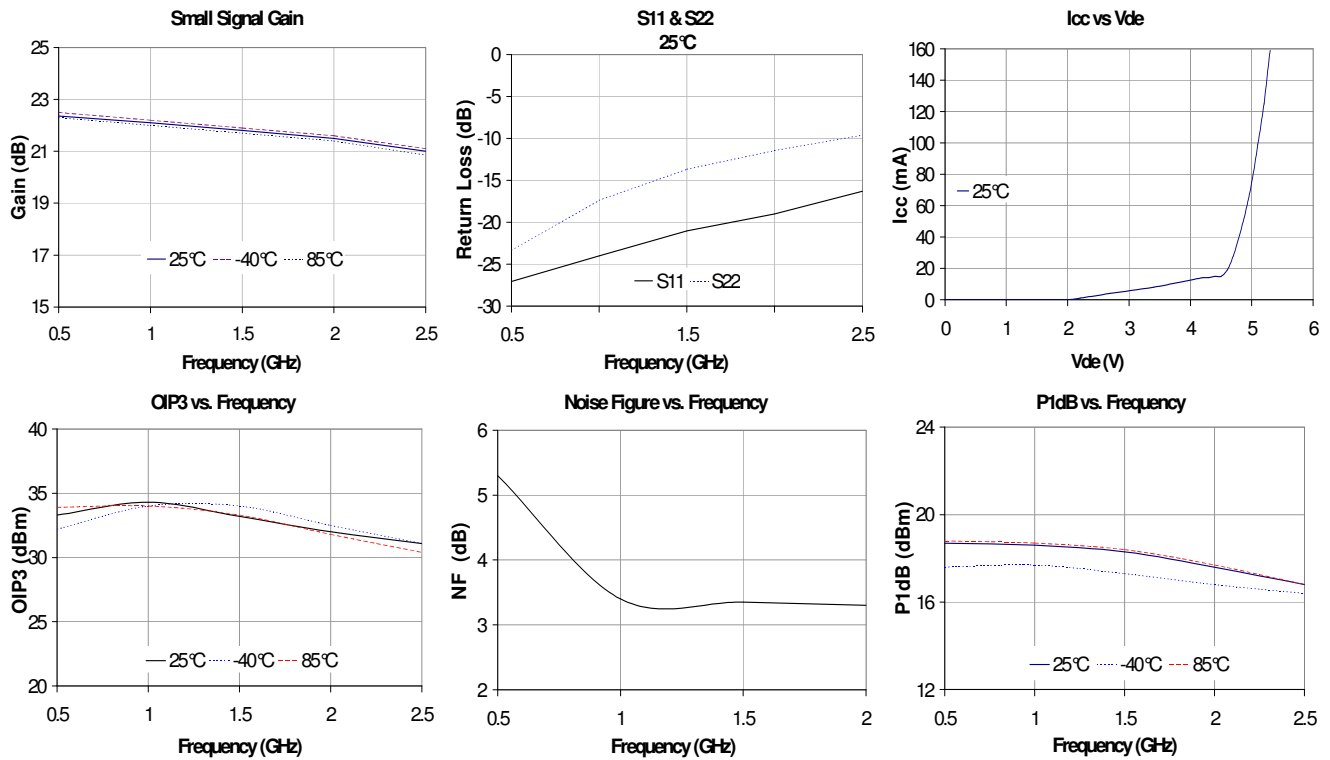 Small Signal Gain
25
23
21
19
17
15
Gain (dB)
25°C
-40°C
85°C
0.5
1
1.5
2
2.5
Frequency (GHz)
S11 & S22
25°C
0
-5
-10
-15
-20
-25
-30
Return Loss (dB)
S11
S22
0.5
1
1.5
2
2.5
Frequency (GHz)
Icc vs Vde
160
140
120
100
80
60
40
20
0
Icc (mA)
25°C
0
1
2
3
4
5
6
Vde (V)
OIP3 vs. Frequency
40
35
30
25
20
OIP3 (dBm)
25°C
-40°C
85°C
0.5
1
1.5
2
2.5
Frequency (GHz)
Noise Figure vs. Frequency
6
5
4
3
2
NF (dB)
0.5
1
1.5
2
Frequency (GHz)
P1dB vs. Frequency
24
20
16
12
P1dB (dBm)
25°C
-40°C
85°C
0.5
1
1.5
2
2.5
Frequency (GHz)